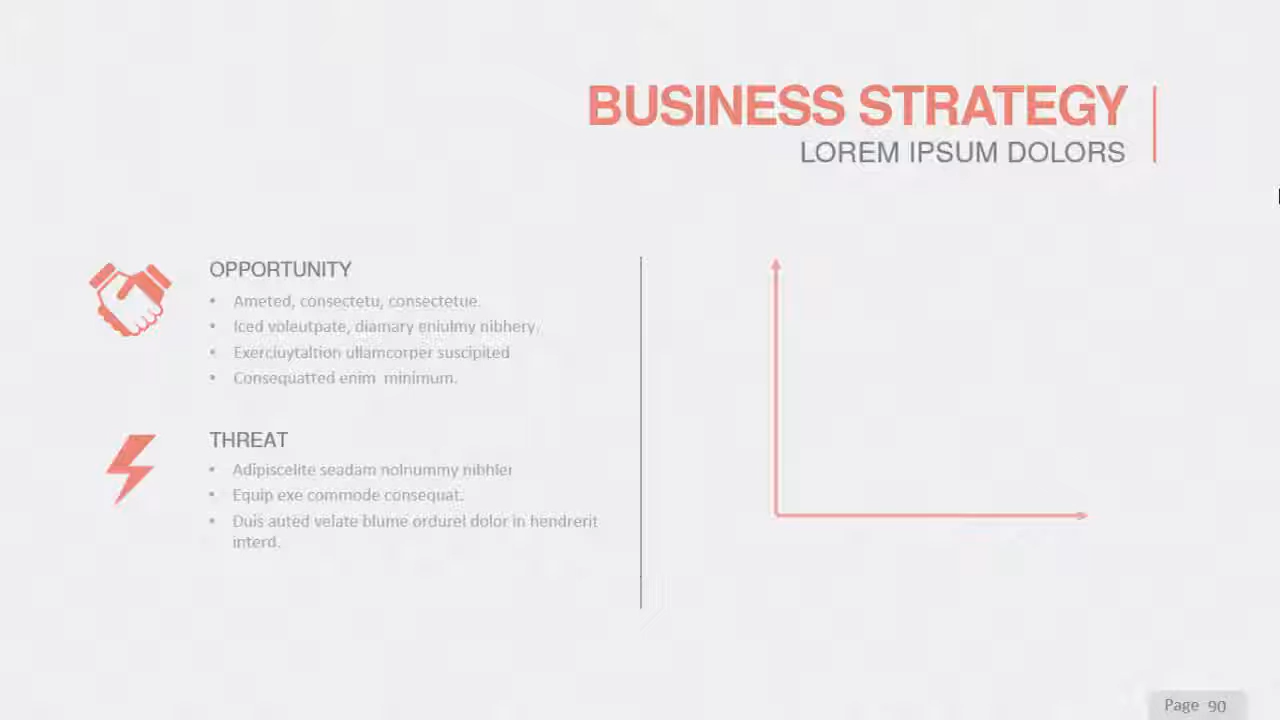 BUSINESS STRATEGY
LOREM IPSUM DOLORS
OPPORTUNITY
• Ameted, consectetu, consectetue.
• Iced voleutpate, diamary eniulmy nibhery.
• Exerciuytaltion ullamcorper suscipited
• Consequatted enim minimum.
THREAT
• Adipiscelite seadam nolnummy nibhler
• Equip exe commode consequat.
• Duis auted velate blume ordurel dolor in hendrerit
interd.
Page 90